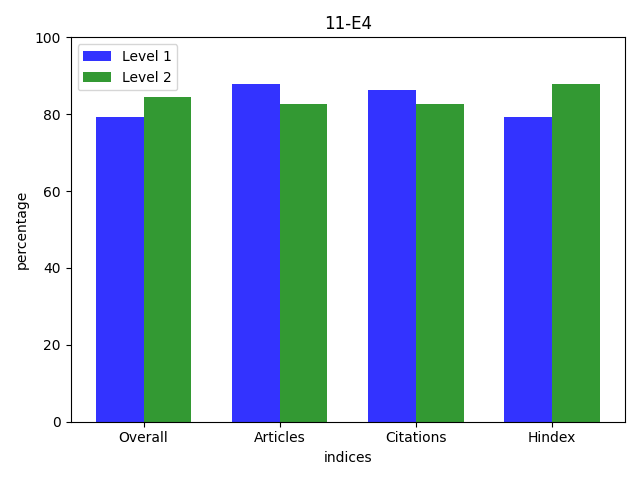 11-E4
Level 1
Level 2
percentage
100
80
60
40
20
0
Overall
Articles
Citations
Hindex
indices